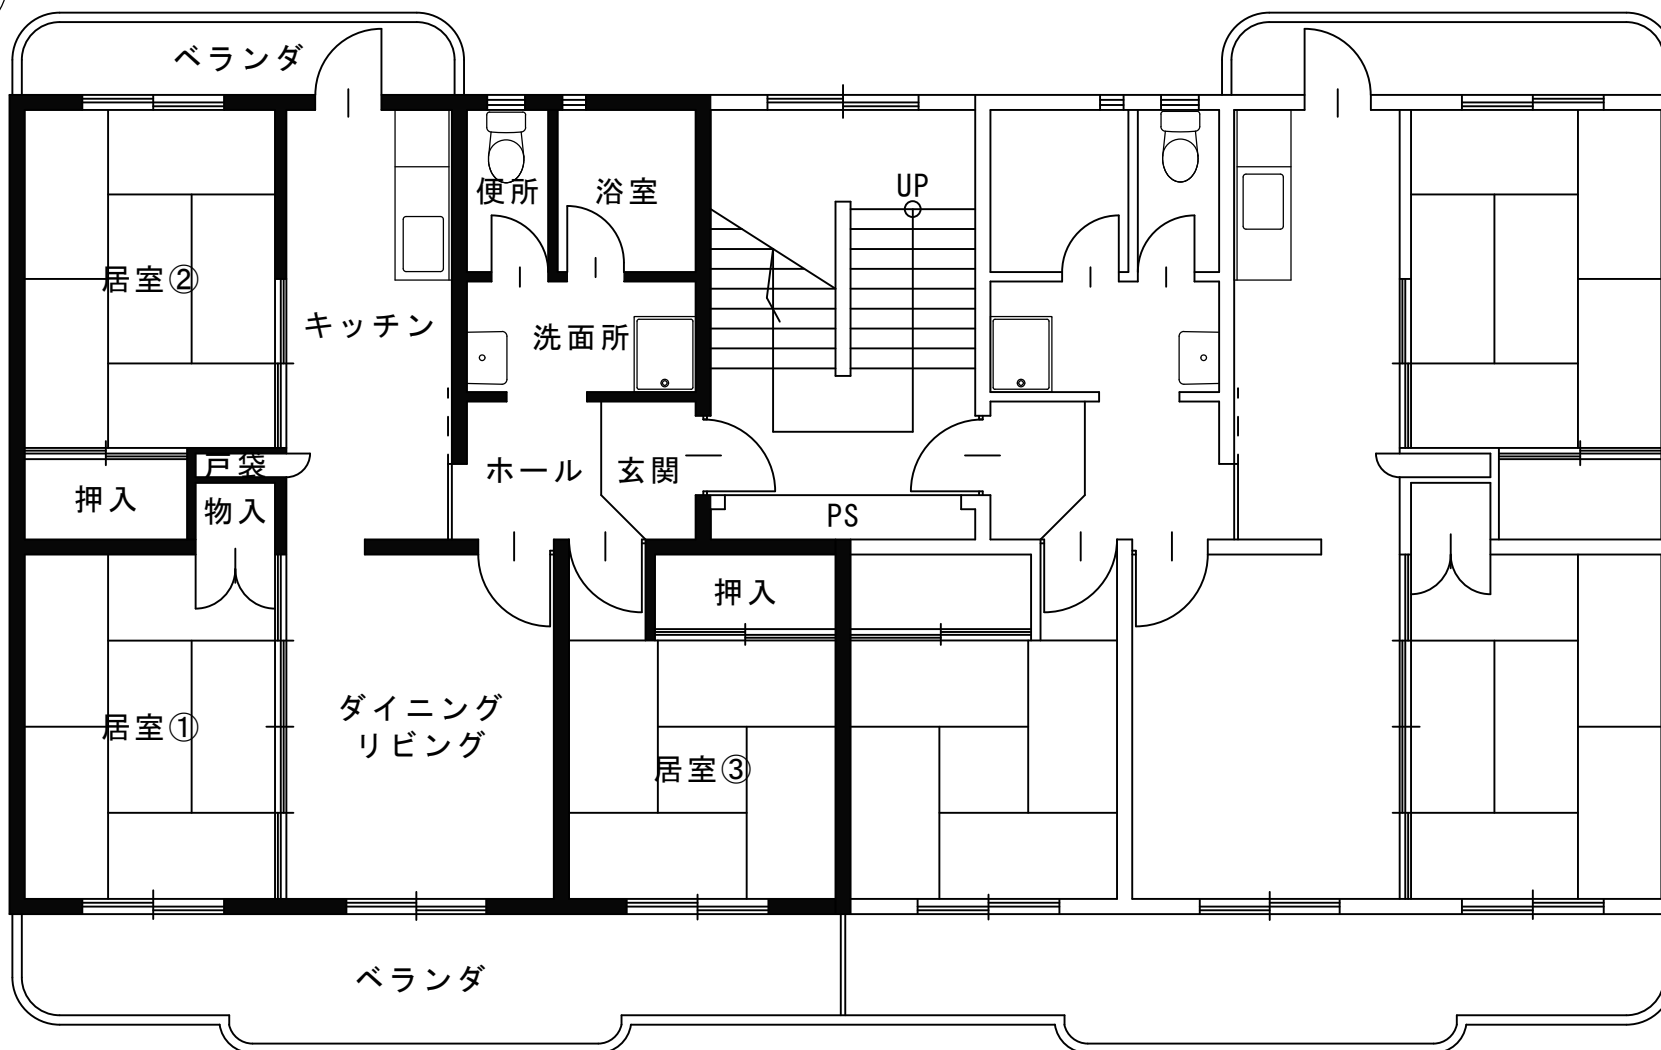 ベランダ
便所
浴室
UP
居室②
キッチン
洗面所
戸袋
ホール
玄関
押入
物入
PS
押入
居室①
ダイニング
リビング
居室③
ベランダ